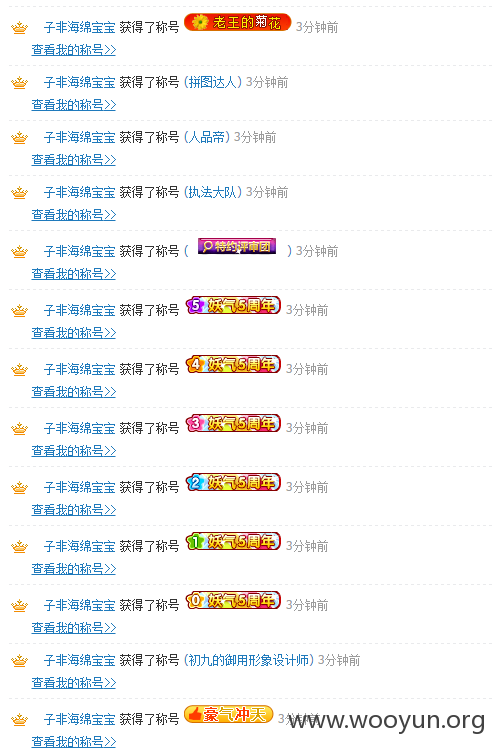 子非海绵宝宝 获得了称号 老王的菊花 3分钟前
查看我的称号>>
子非海绵宝宝 获得了称号 (拼图达人) 3分钟前
查看我的称号>>
子非海绵宝宝 获得了称号 (人品帝) 3分钟前
查看我的称号>>
子非海绵宝宝 获得了称号 (执法大队) 3分钟前
查看我的称号>>
子非海绵宝宝 获得了称号 ( 特约评审团 ) 3分钟前
查看我的称号>>
子非海绵宝宝 获得了称号 5 妖气5周年 3分钟前
查看我的称号>>
子非海绵宝宝 获得了称号 4 妖气5周年 3分钟前
查看我的称号>>
子非海绵宝宝 获得了称号 3 妖气5周年 3分钟前
查看我的称号>>
子非海绵宝宝 获得了称号 2 妖气5周年 3分钟前
查看我的称号>>
子非海绵宝宝 获得了称号 1 妖气5周年 3分钟前
查看我的称号>>
子非海绵宝宝 获得了称号 0 妖气5周年 3分钟前
查看我的称号>>
子非海绵宝宝 获得了称号 (初九的御用形象设计师) 3分钟前
查看我的称号>>
子非海绵宝宝 获得了称号 豪气冲天 3分钟前
www.wooyun.org
查看我的称号>>